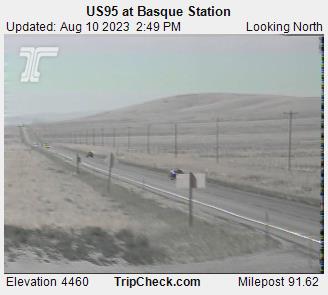 US95 at Basque Station
Updated: Aug 10 2023 2:49 PM Looking North
Elevation 4460 TripCheck.com Milepost 91.62